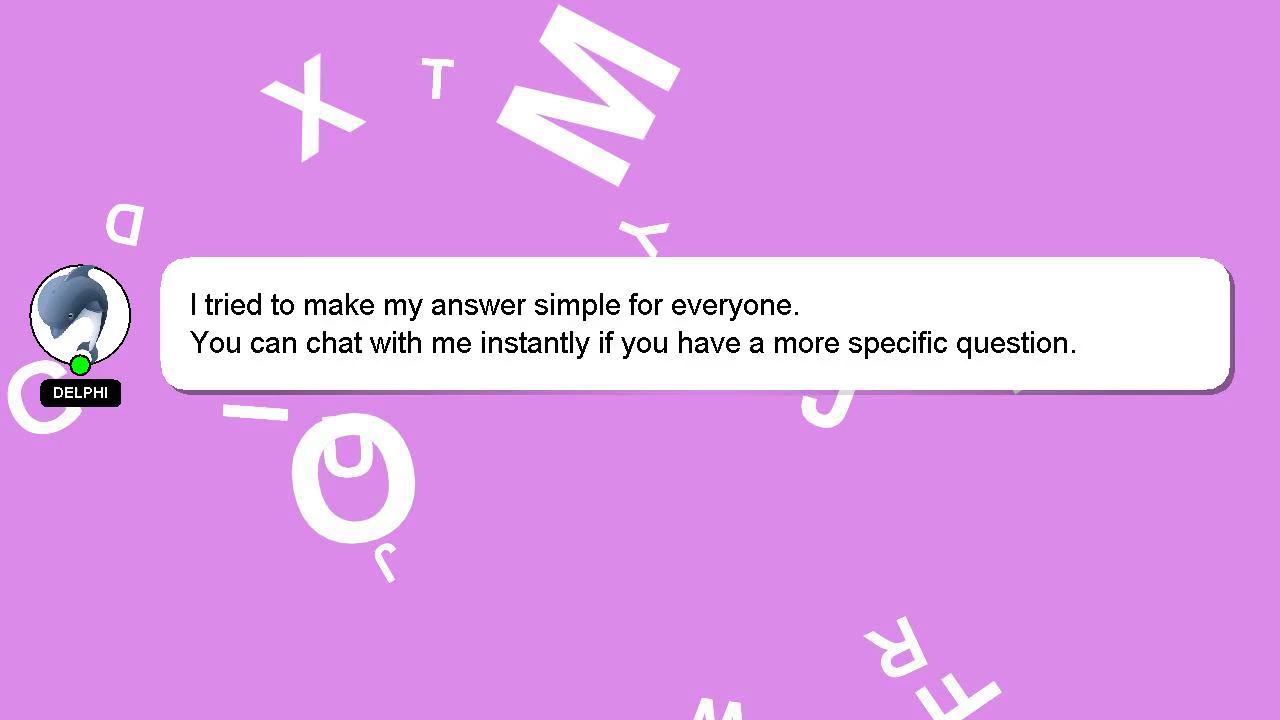 X
T
M
D
Y
I tried to make my answer simple for everyone.
You can chat with me instantly if you have a more specific question.
DELPHI
C
I
O
U
J
J
R
F
W